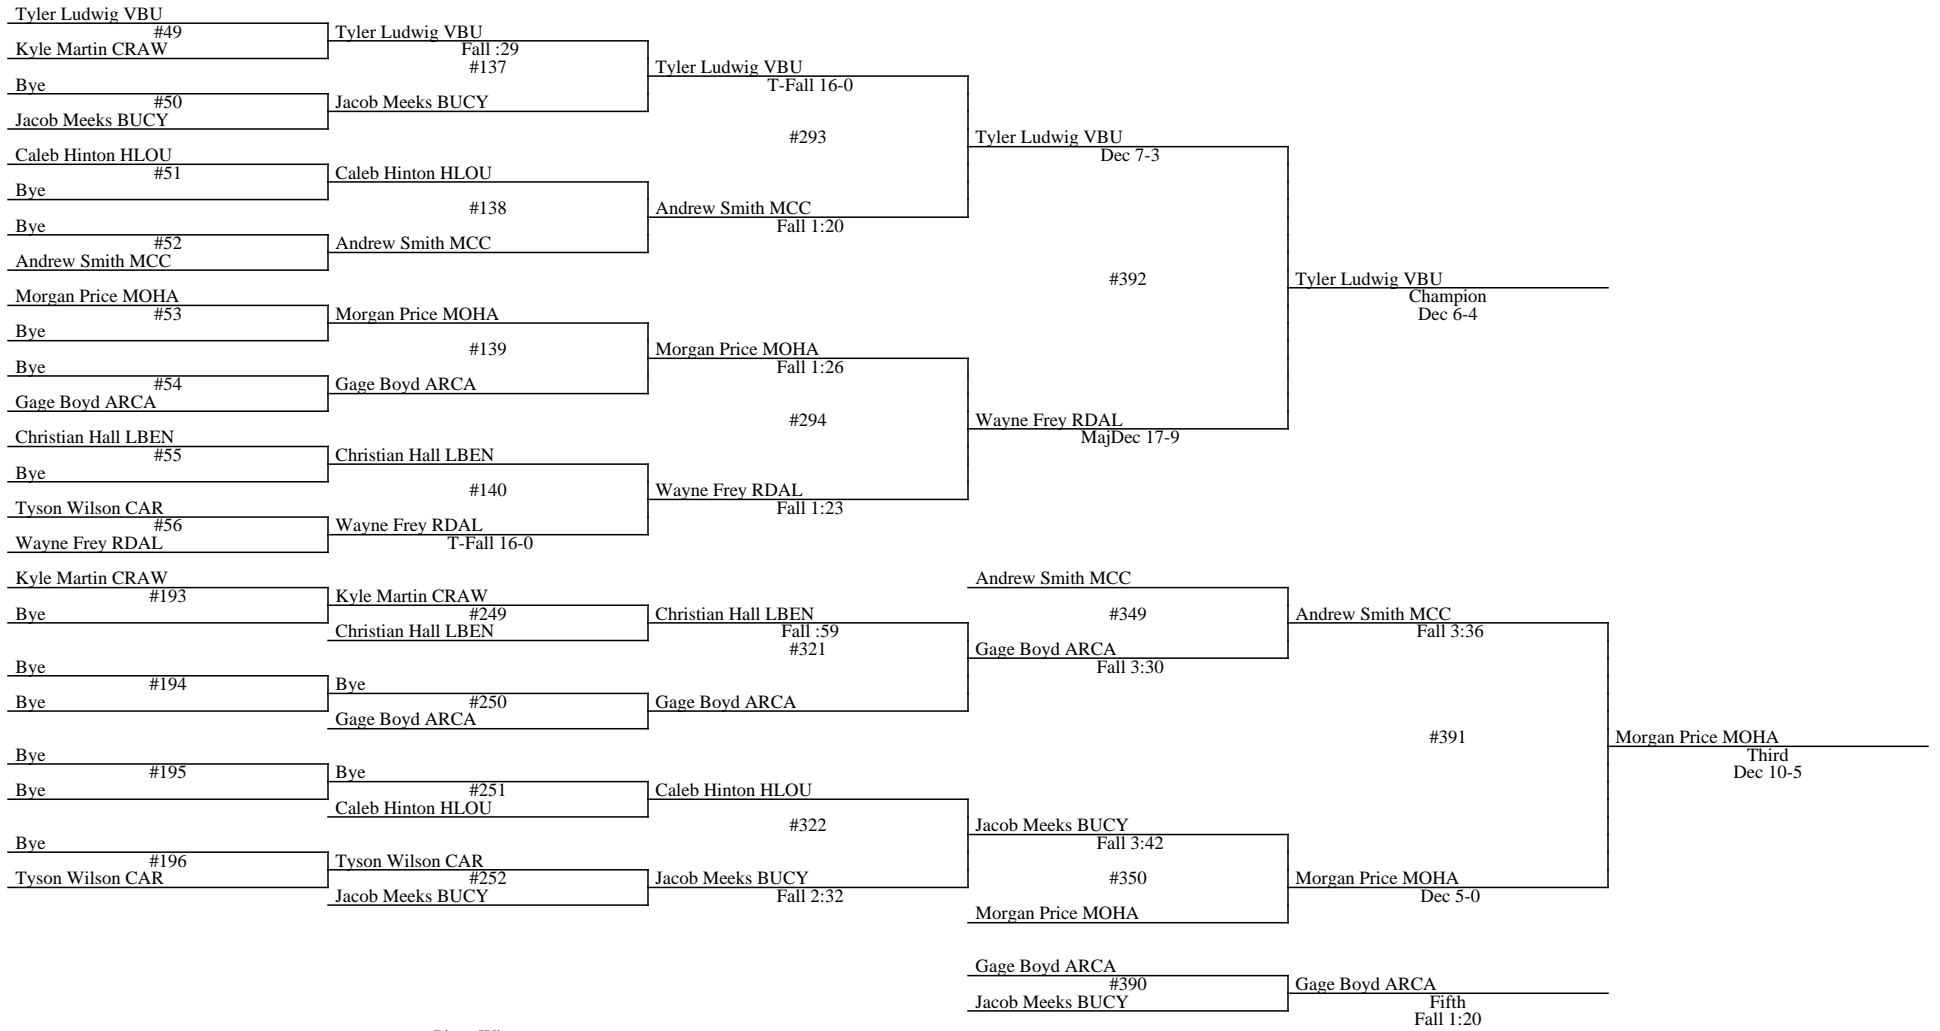 Tyler Ludwig VBU
#49
Kyle Martin CRAW
Bye
#50
Jacob Meeks BUCY
Caleb Hinton HLOU
#51
Bye
Bye
#52
Andrew Smith MCC
Morgan Price MOHA
#53
Bye
Bye
#54
Gage Boyd ARCA
Christian Hall LBEN
#55
Bye
Tyson Wilson CAR
#56
Wayne Frey RDAL
Tyler Ludwig VBU
Fall :29
#137
Jacob Meeks BUCY
Caleb Hinton HLOU
#138
Andrew Smith MCC
Morgan Price MOHA
#139
Gage Boyd ARCA
Christian Hall LBEN
#140
Wayne Frey RDAL
T-Fall 16-0
Tyler Ludwig VBU
T-Fall 16-0
#293
Andrew Smith MCC
Fall 1:20
Morgan Price MOHA
Fall 1:26
#294
Wayne Frey RDAL
Fall 1:23
Tyler Ludwig VBU
Dec 7-3
#392
Wayne Frey RDAL
MajDec 17-9
Tyler Ludwig VBU
Champion
Dec 6-4
Kyle Martin CRAW
#193
Bye
Bye
#194
Bye
Bye
#195
Bye
Bye
#196
Tyson Wilson CAR
Kyle Martin CRAW
#249
Christian Hall LBEN
Bye
#250
Gage Boyd ARCA
Bye
#251
Caleb Hinton HLOU
Tyson Wilson CAR
#252
Jacob Meeks BUCY
Christian Hall LBEN
Fall :59
#321
Gage Boyd ARCA
Caleb Hinton HLOU
#322
Jacob Meeks BUCY
Fall 2:32
Andrew Smith MCC
#349
Gage Boyd ARCA
Fall 3:30
Jacob Meeks BUCY
Fall 3:42
#350
Morgan Price MOHA
Andrew Smith MCC
Fall 3:36
#391
Morgan Price MOHA
Dec 5-0
Morgan Price MOHA
Third
Dec 10-5
Gage Boyd ARCA
#390
Jacob Meeks BUCY
Gage Boyd ARCA
Fifth
Fall 1:20